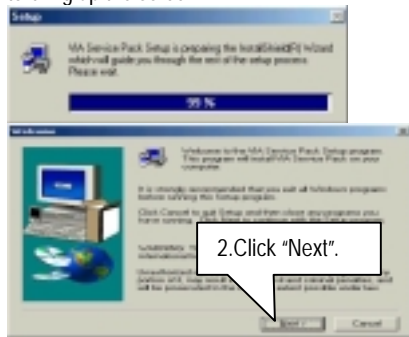 Setup
VIA Service Pack Setup is preparing the InstallShield(R) Wizard
which will guide you through the rest of the setup process.
Please wait.
99 %
Welcome
Welcome to the VIA Service Pack Setup program.
This program will install VIA Service Pack on your
computer.
It is strongly recommended that you exit all Windows programs
before running this Setup program.
Click Cancel to quit Setup and then close any programs you
have running. Click Next to continue with the Setup program.
WARNING:
2.Click “Next”.
Next >
Cancel